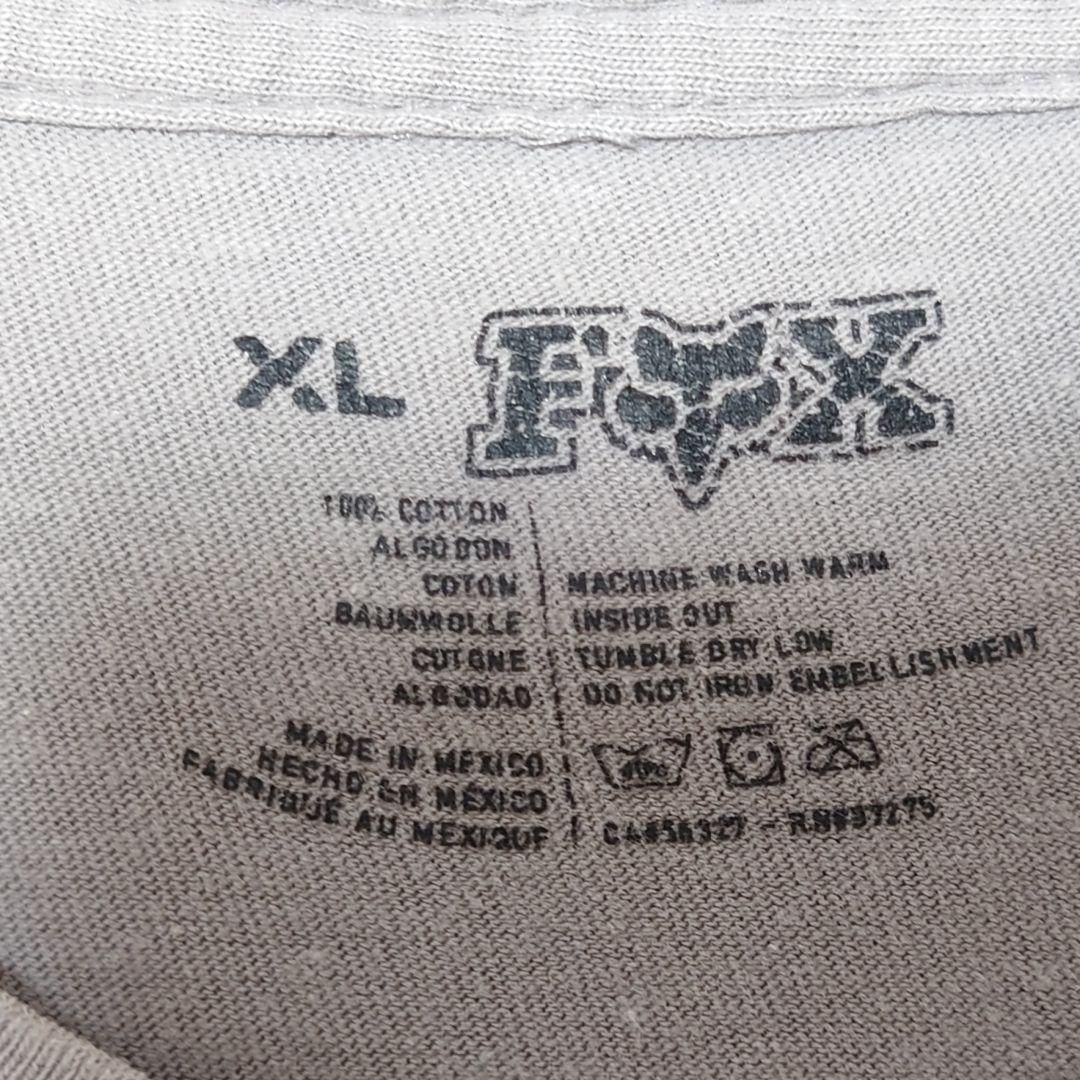 XL FOX
100% COTTON
ALGODON
COTON
BAUMWOLLE
COTONE
ALGODAO
MACHINE WASH WARM
INSIDE OUT
TUMBLE DRY LOW
DO NOT IRON EMBELLISHMENT
MADE IN MEXICO
HECHO EN MÉXICO
FABRIQUÉ AU MEXIQUE